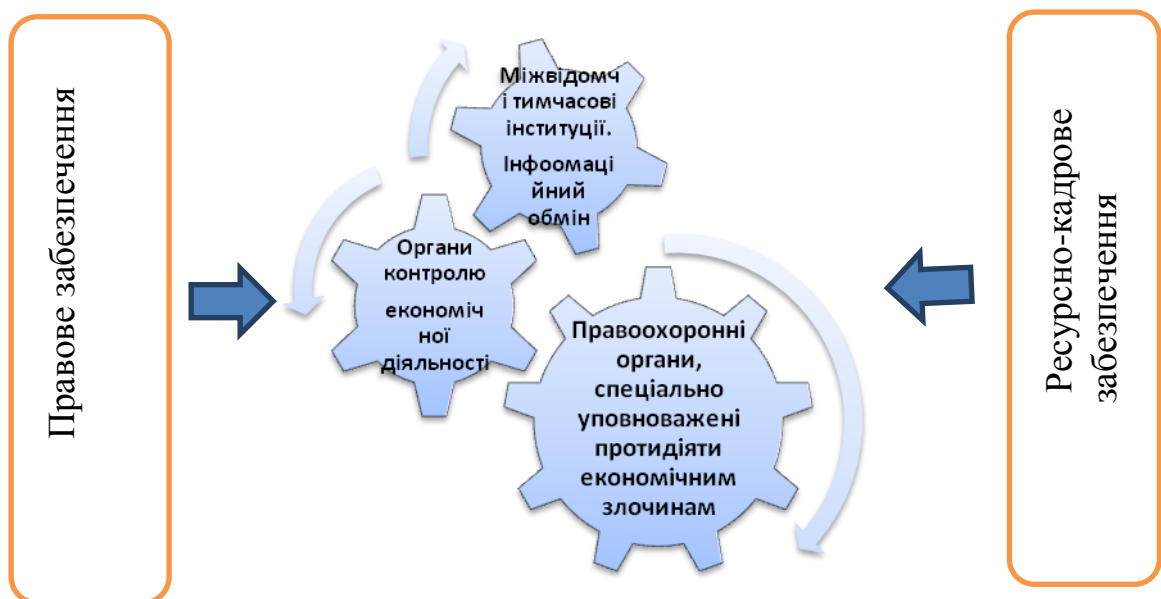 Правове забезпечення
Міжвідомч
і тимчасові
інституції.
Інфоомаці
йний
обмін
Органи
контролю
економіч
ної
діяльності
Правоохоронні
органи,
спеціально
уповноважені
протидіяти
економічним
злочинам
Ресурсно-кадрове
забезпечення